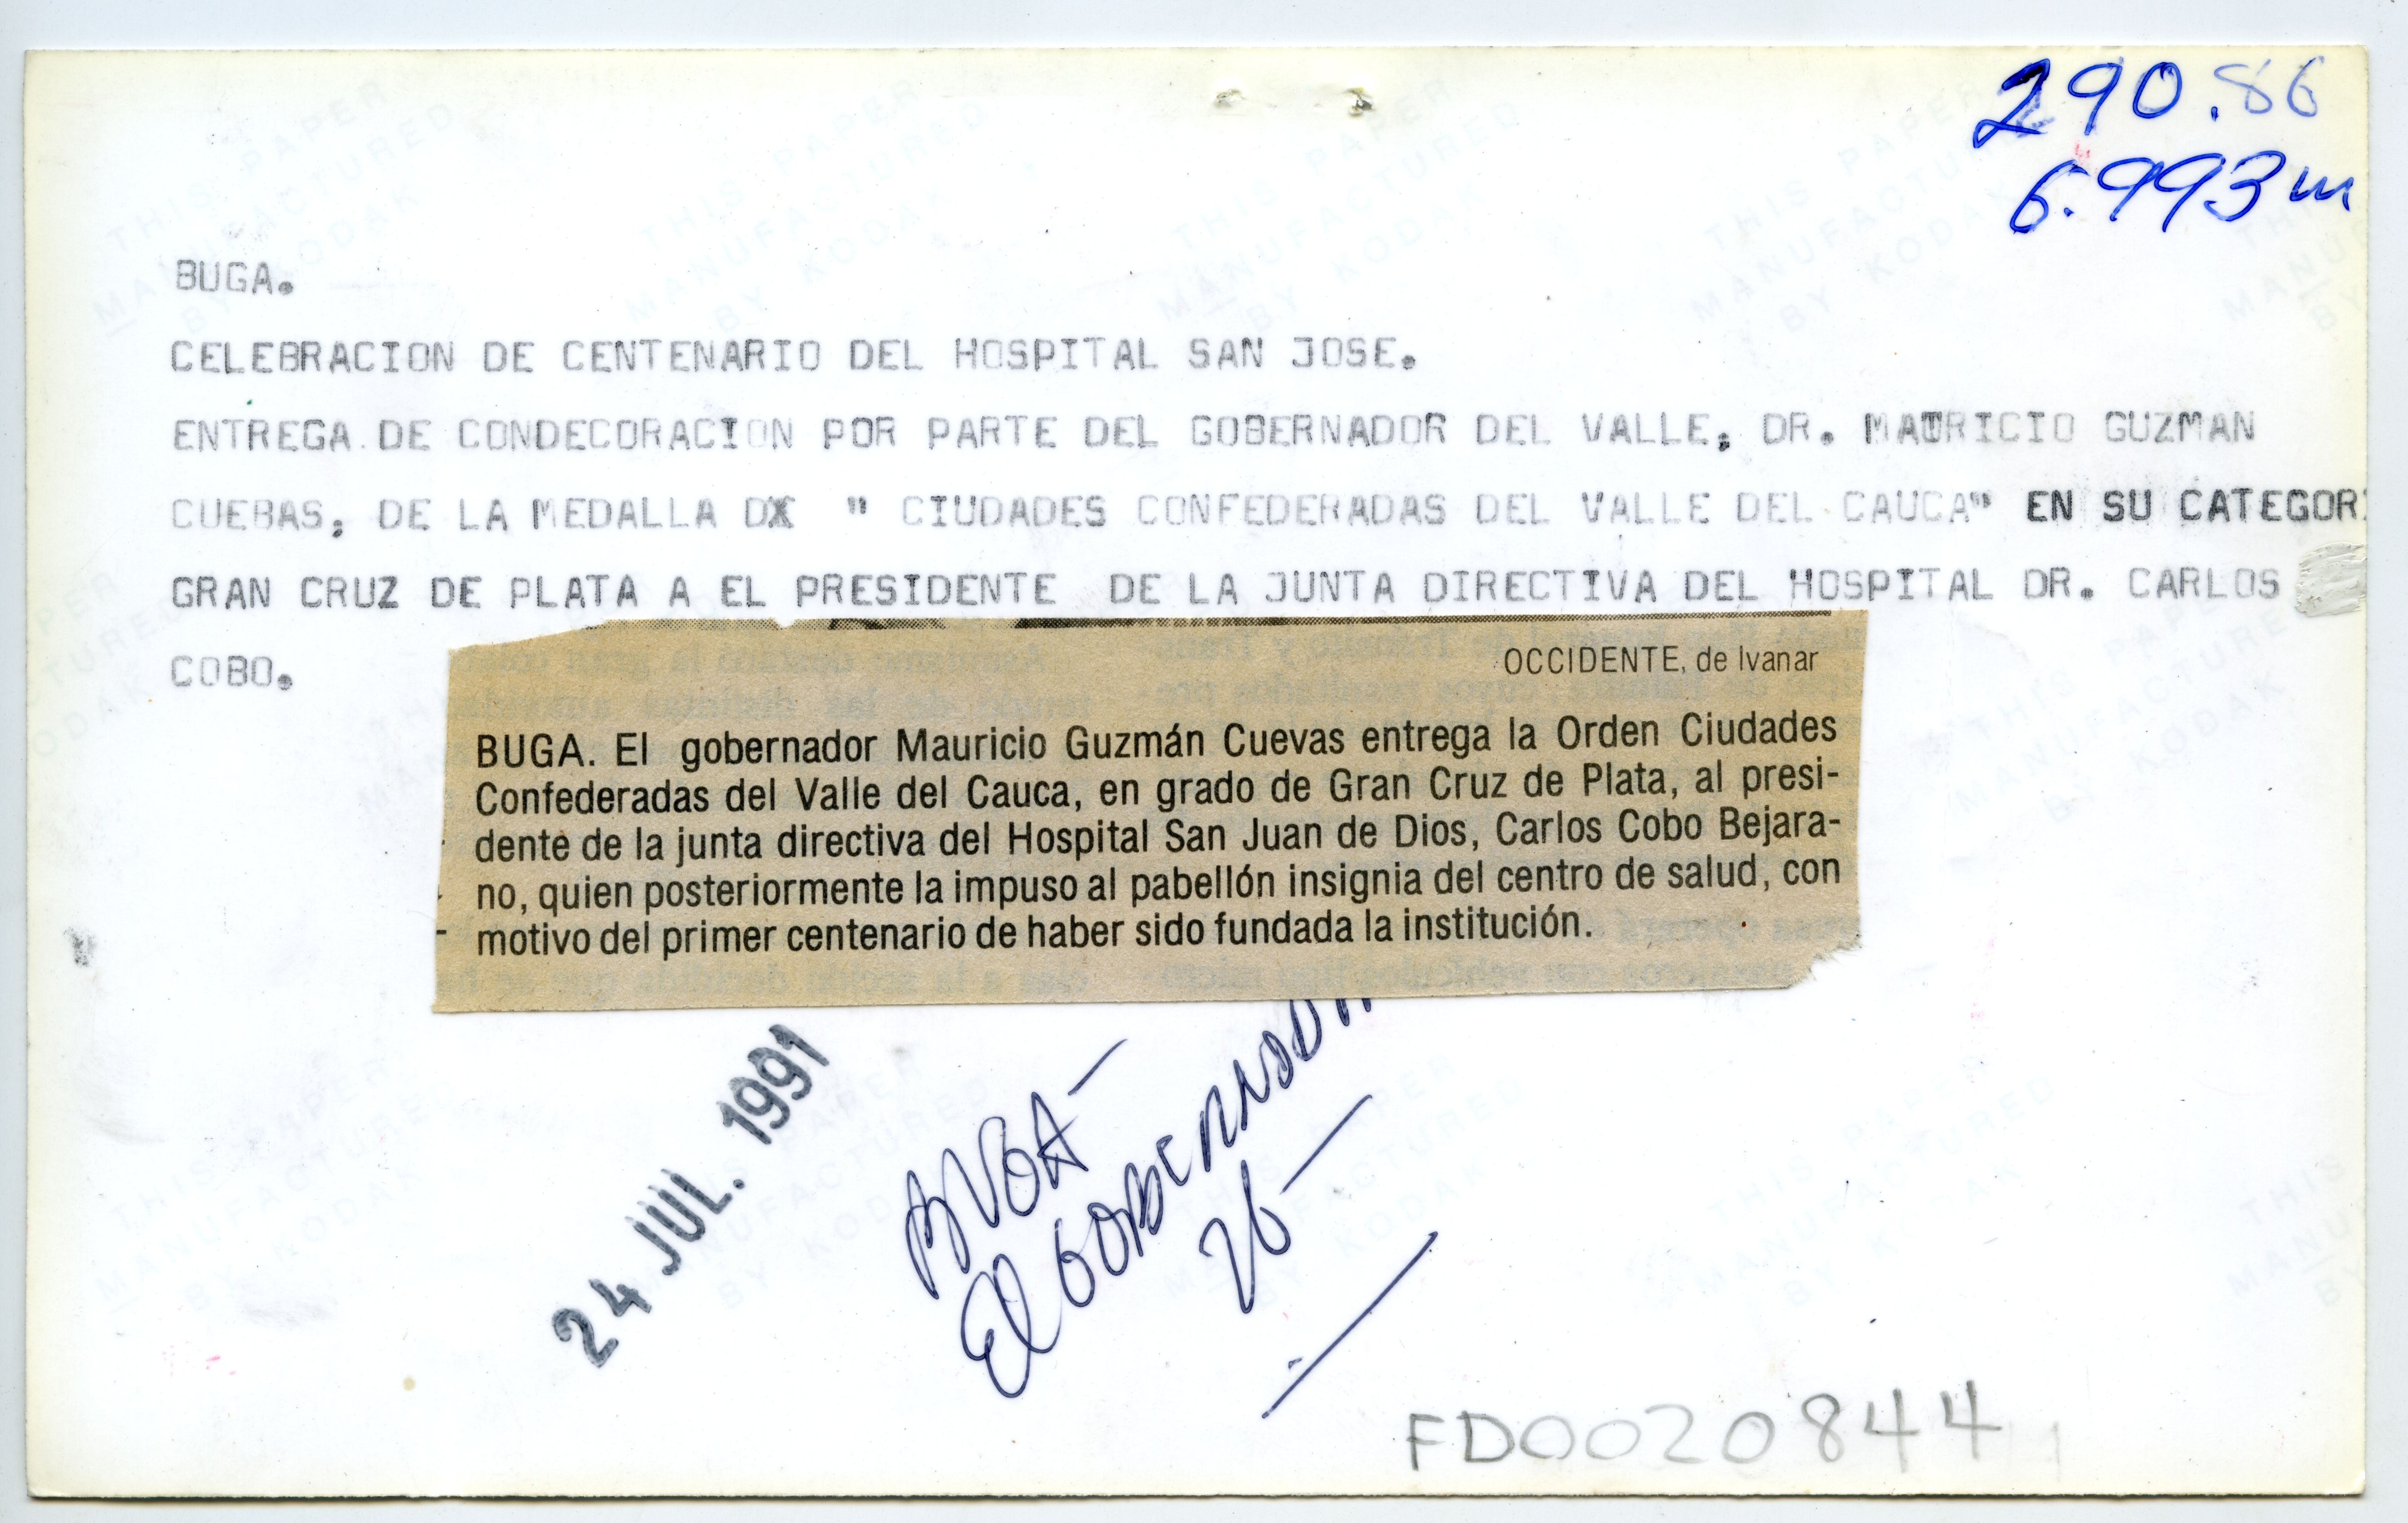 290.86
6.993m
BUGA.
CELEBRACION DE CENTENARIO DEL HOSPITAL SAN JOSE.
ENTREGA DE CONDECORACION POR PARTE DEL GOBERNADOR DEL VALLE, DR. MAURICIO GUZMAN
CUEBAS, DE LA MEDALLA DX " CIUDADES CONFEDERADAS DEL VALLE DEL CAUCA" EN SU CATEGORI
GRAN CRUZ DE PLATA A EL PRESIDENTE DE LA JUNTA DIRECTIVA DEL HOSPITAL DR. CARLOS
COBO.
OCCIDENTE, de Ivanar
BUGA. El gobernador Mauricio Guzmán Cuevas entrega la Orden Ciudades
Confederadas del Valle del Cauca, en grado de Gran Cruz de Plata, al presi-
dente de la junta directiva del Hospital San Juan de Dios, Carlos Cobo Bejara-
no, quien posteriormente la impuso al pabellón insignia del centro de salud, con
motivo del primer centenario de haber sido fundada la institución.
24 JUL. 1991
BUGA-
El GOBERNADOR
26-
FD0020844
THIS PAPER
MANUFACTURED
BY KODAK